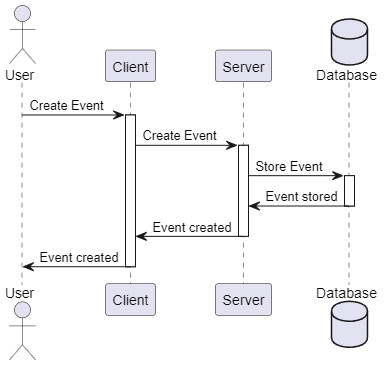 User
Client
Server
Database
Create Event
Create Event
Store Event
Event stored
Event created
Event created
User
Client
Server
Database